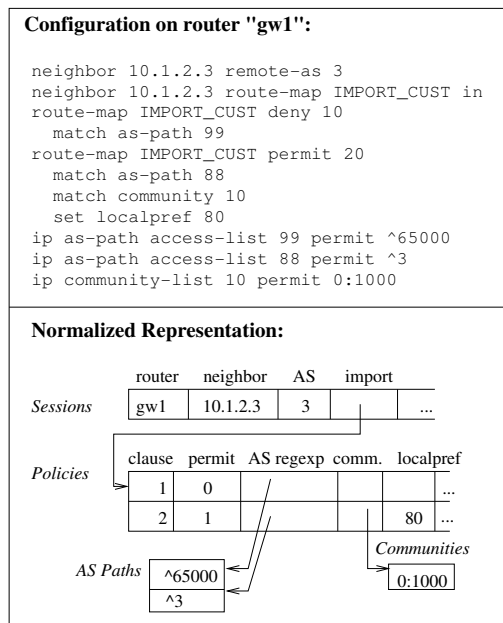 Configuration on router "gw1":
neighbor 10.1.2.3 remote-as 3
neighbor 10.1.2.3 route-map IMPORT_CUST in
route-map IMPORT_CUST deny 10
match as-path 99
route-map IMPORT_CUST permit 20
match as-path 88
match community 10
set localpref 80
ip as-path access-list 99 permit ^65000
ip as-path access-list 88 permit ^3
ip community-list 10 permit 0:1000
Normalized Representation:
router neighbor AS import
Sessions gw1 10.1.2.3 3 ...
Policies clause permit AS regexp comm. localpref
1 0 ...
2 1 80 ...
Communities
AS Paths ^65000 0:1000
^3